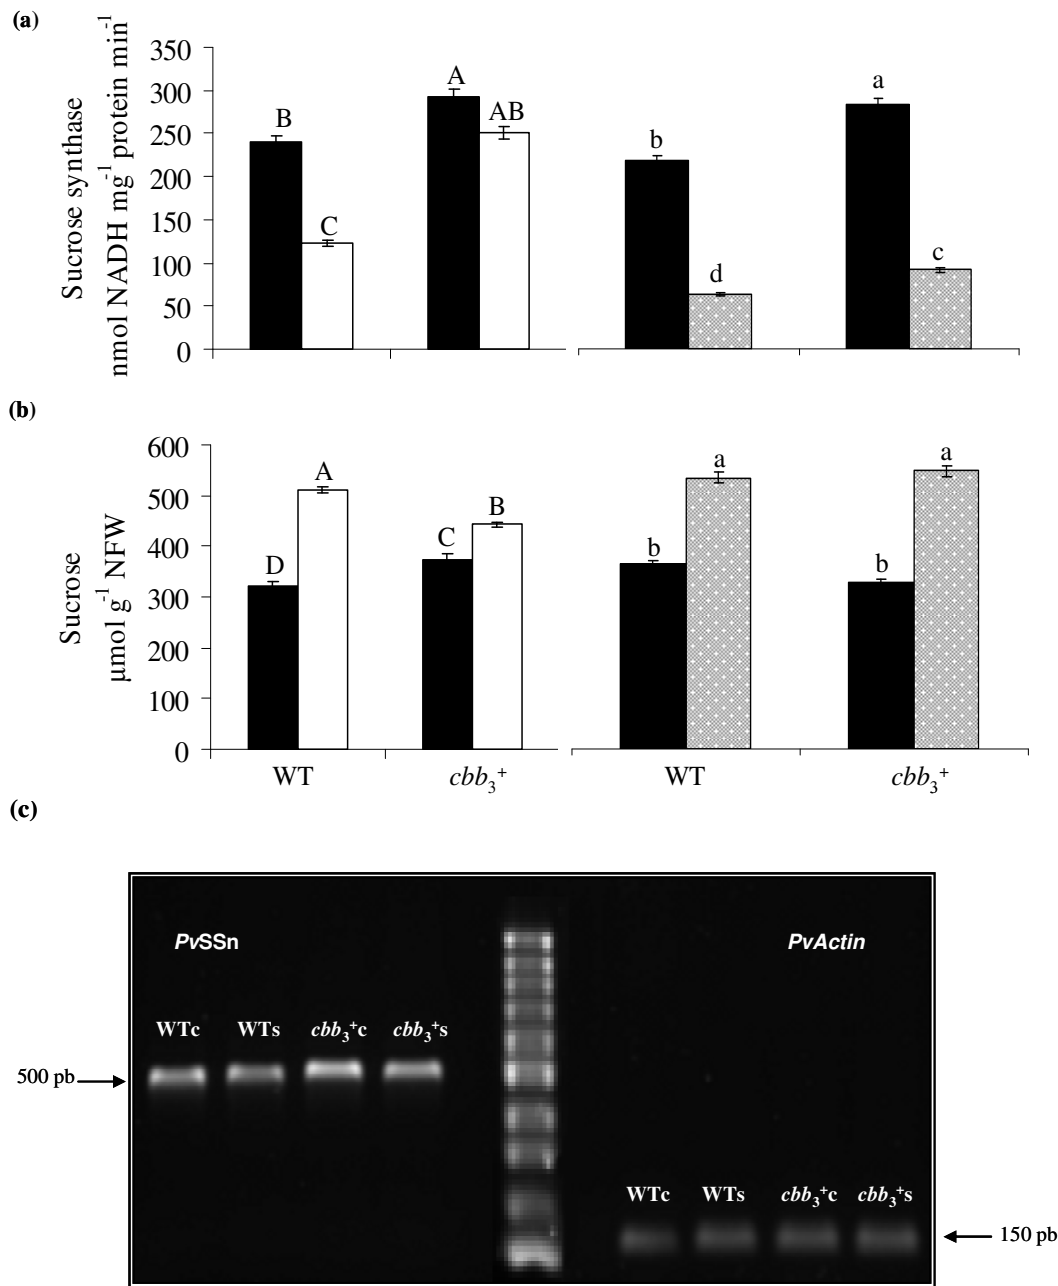 (a)
Sucrose synthase
nmol NADH mg⁻¹ protein min⁻¹
350
300
250
200
150
100
50
0
B
C
A
AB
b
d
a
c
(b)
Sucrose
µmol g⁻¹ NFW
600
500
400
300
200
100
0
D
A
C
B
b
a
b
a
WT
cbb₃⁺
WT
cbb₃⁺
(c)
PvSSn
PvActin
WTc
WTs
cbb₃⁺c
cbb₃⁺s
500 pb
WTc
WTs
cbb₃⁺c
cbb₃⁺s
150 pb